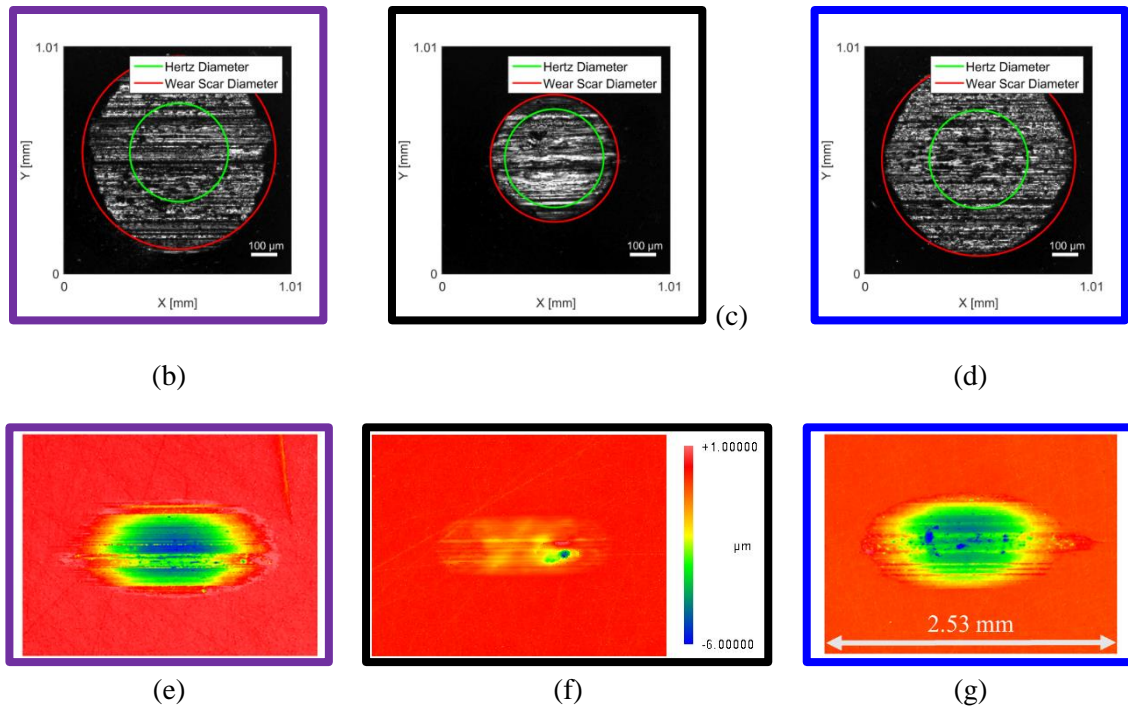 1.01
Hertz Diameter
Wear Scar Diameter
Y [mm]
100 µm
0
0
1.01
X [mm]
1.01
Hertz Diameter
Wear Scar Diameter
Y [mm]
100 µm
0
0
1.01
X [mm]
(c)
1.01
Hertz Diameter
Wear Scar Diameter
Y [mm]
100 µm
0
0
1.01
X [mm]
(b)
(d)
+1.00000
µm
-6.00000
2.53 mm
(e)
(f)
(g)